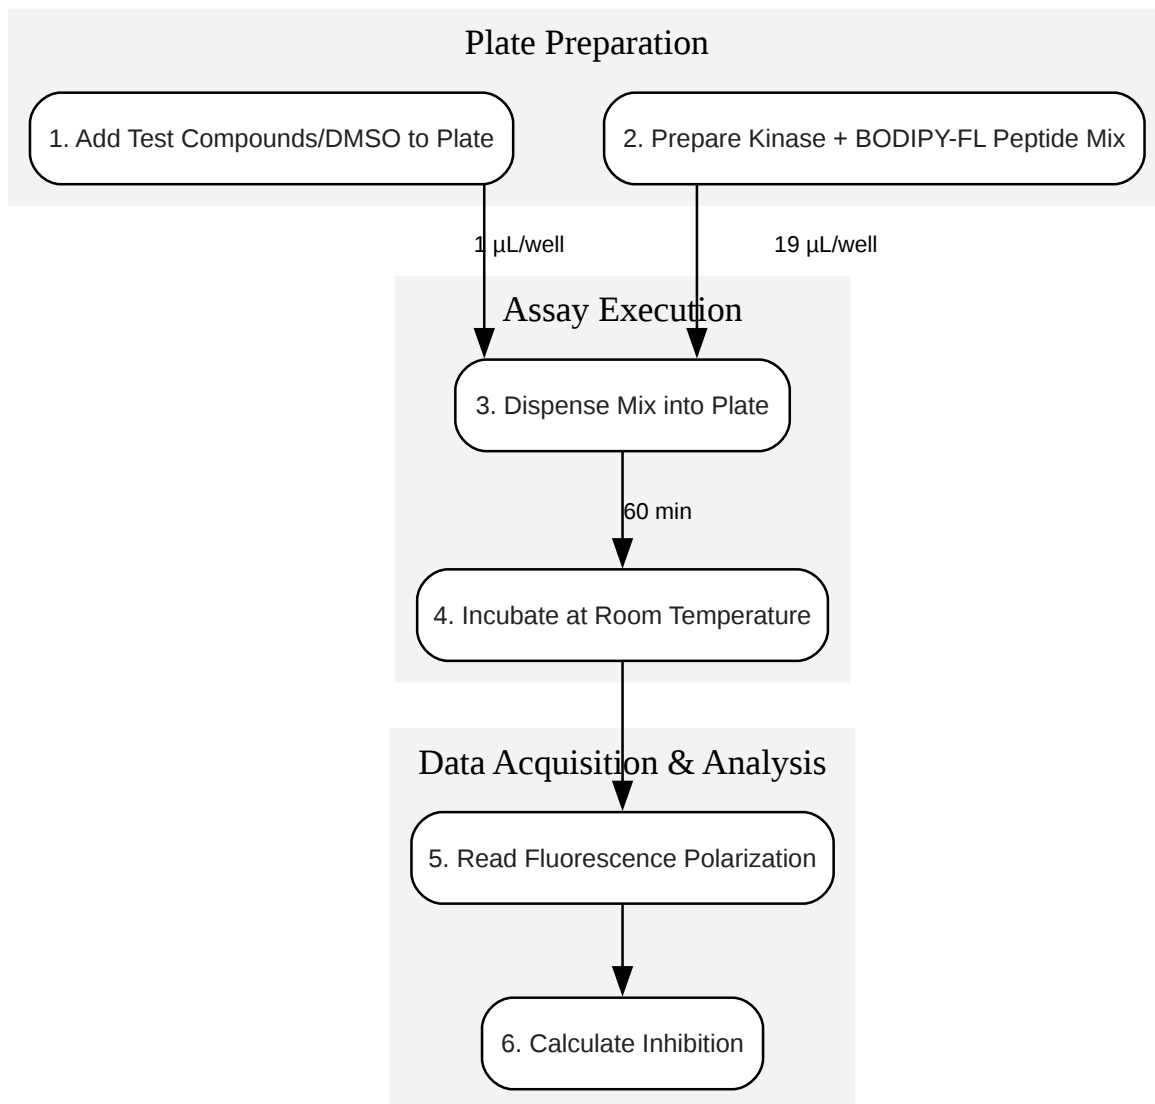 Plate Preparation
1. Add Test Compounds/DMSO to Plate
2. Prepare Kinase + BODIPY-FL Peptide Mix
1 µL/well
19 µL/well
Assay Execution
3. Dispense Mix into Plate
60 min
4. Incubate at Room Temperature
Data Acquisition & Analysis
5. Read Fluorescence Polarization
6. Calculate Inhibition